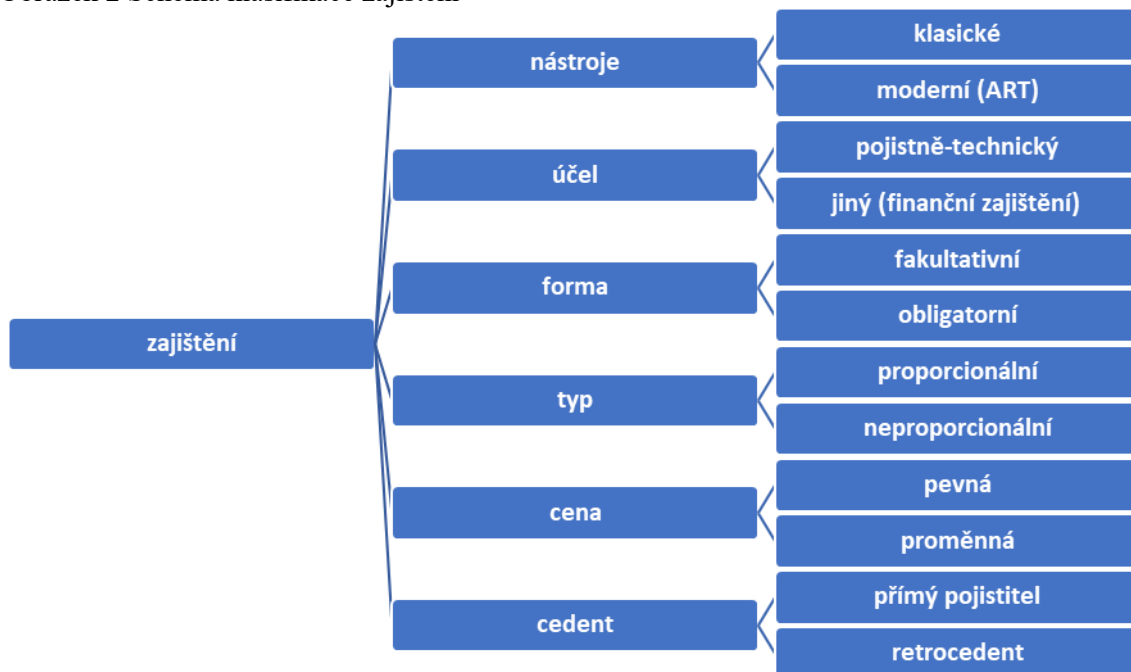 zajištění
nástroje
klasické
moderní (ART)
účel
pojistně-technický
jiný (finanční zajištění)
forma
fakultativní
obligatorní
typ
proporcionální
neproporcionální
cena
pevná
proměnná
cedent
přímý pojistitel
retrocedent